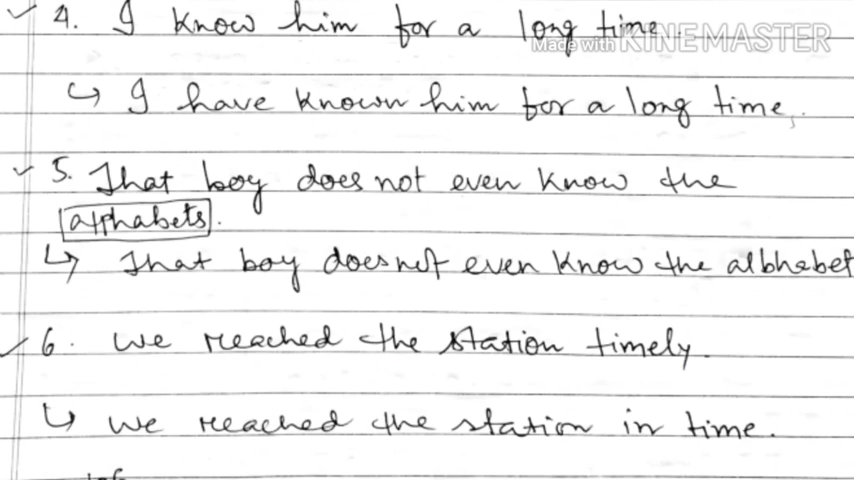 4. I know him for a long time.
Made with KINEMASTER
↳ I have known him for a long time,.
5. That boy does not even know the
alphabets.
↳ That boy does not even know the albhabet
6. we reached the station timely.
↳ we reached the station in time.